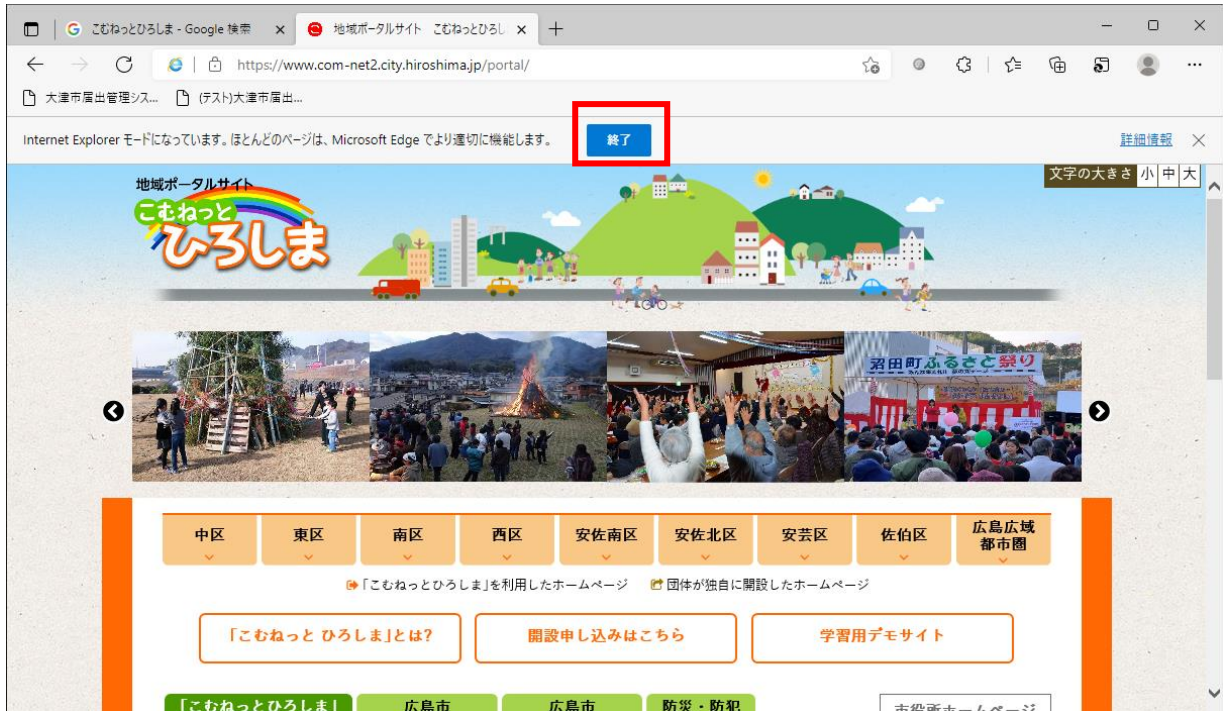 こむねっとひろしま - Google 検索
地域ポータルサイト こむねっとひろし
https://www.com-net2.city.hiroshima.jp/portal/
大津市届出管理シス...
(テスト)大津市届出...
Internet Explorer モードになっています。ほとんどのページは、Microsoft Edge でより適切に機能します。
終了
詳細情報
文字の大きさ 小 中 大
地域ポータルサイト
こむねっと
ひろしま
沼田町ふるさと祭り
中区 東区 南区 西区 安佐南区 安佐北区 安芸区 佐伯区 広島広域
都市圏
「こむねっとひろしま」を利用したホームページ 団体が独自に開設したホームページ
「こむねっと ひろしま」とは? 開設申し込みはこちら 学習用デモサイト
「こむねっとひろしま」 広島市 広島市 防災・防犯 市役所ホームページ